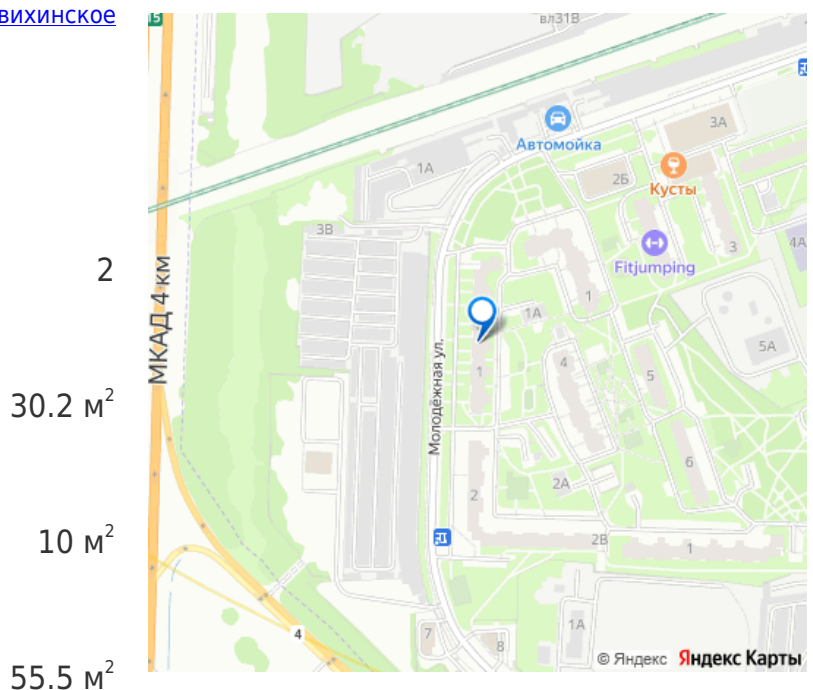 вихинское
2
30.2 м²
10 м²
55.5 м²
15
вл31В
Автомойка
3А
1А
2Б
Кусты
3В
Fitjumping
3
4А
МКАД 4 км
1
1А
5А
Молодёжная ул.
1
4
5
6
2
2А
2В
1
4
7
8
1А
© Яндекс Яндекс Карты